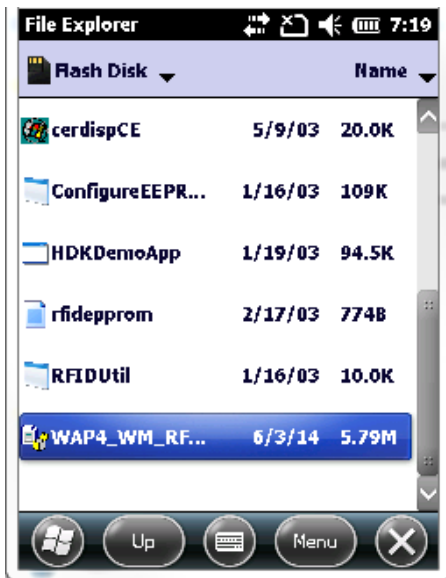 File Explorer 7:19
Flash Disk Name
cerdispCE 5/9/03 20.0K
ConfigureEEPR... 1/16/03 109K
HDKDemoApp 1/19/03 94.5K
rfidepprom 2/17/03 774B
RFIDUtil 1/16/03 10.0K
WAP4_WM_RF... 6/3/14 5.79M
Up Menu